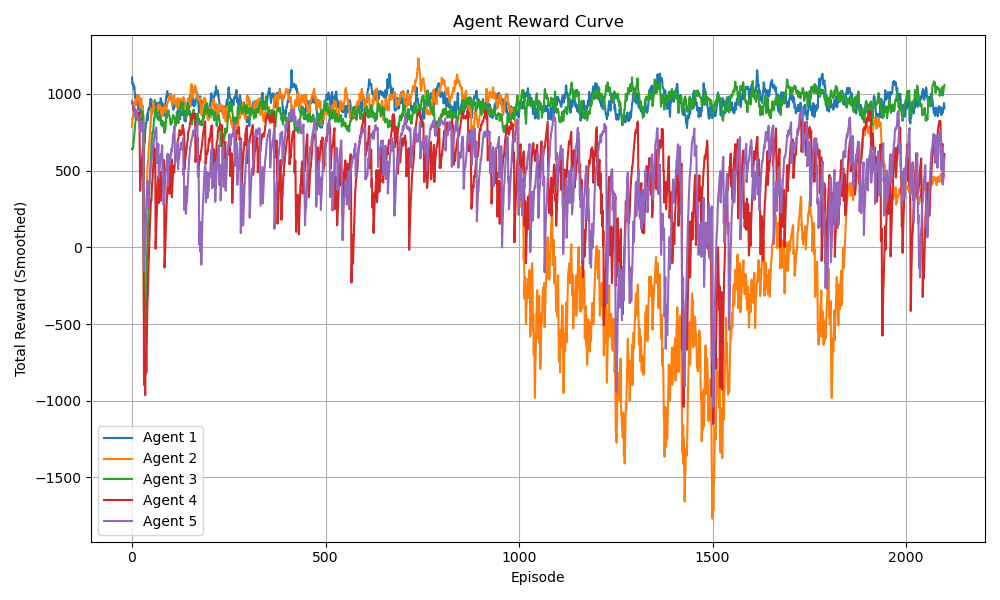 Agent Reward Curve
Total Reward (Smoothed)
1000
500
0
−500
−1000
−1500
Agent 1
Agent 2
Agent 3
Agent 4
Agent 5
0 500 1000 1500 2000
Episode